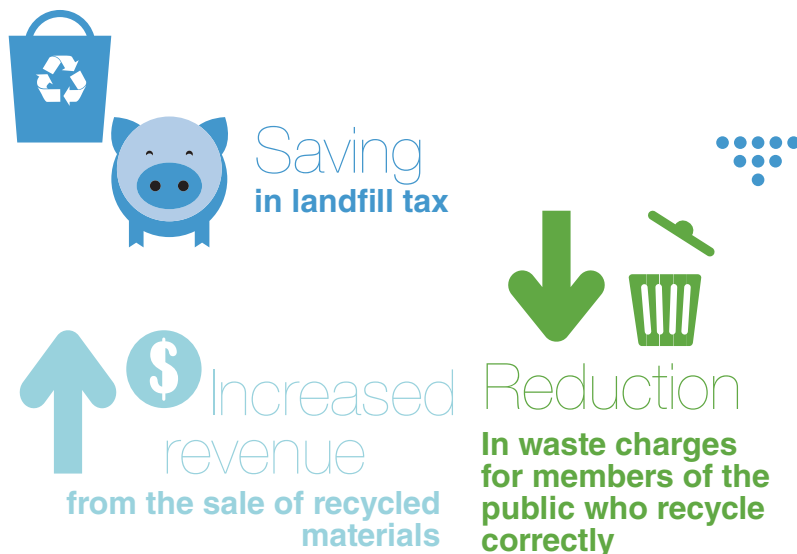 Saving
in landfill tax
$
Increased
revenue
from the sale of recycled
materials
Reduction
In waste charges
for members of the
public who recycle
correctly